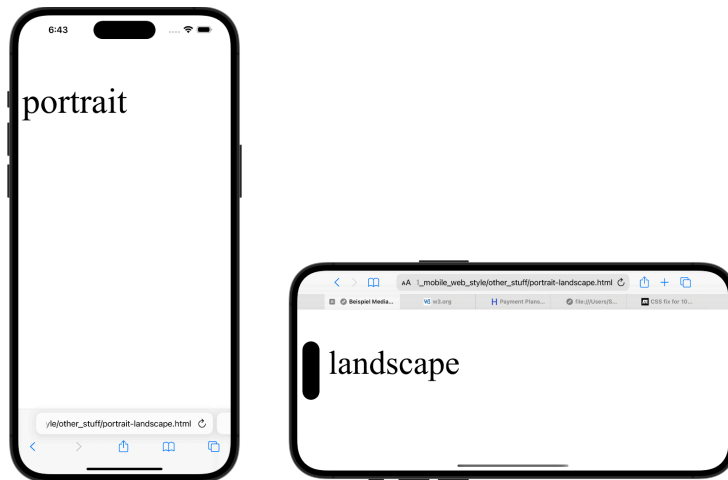 6:43
portrait
yle/other_stuff/portrait-landscape.html
AA 1_mobile_web_style/other_stuff/portrait-landscape.html
Beispiel Media... W3 w3.org H Payment Plans... file:///Users/S... CSS fix for 10...
landscape